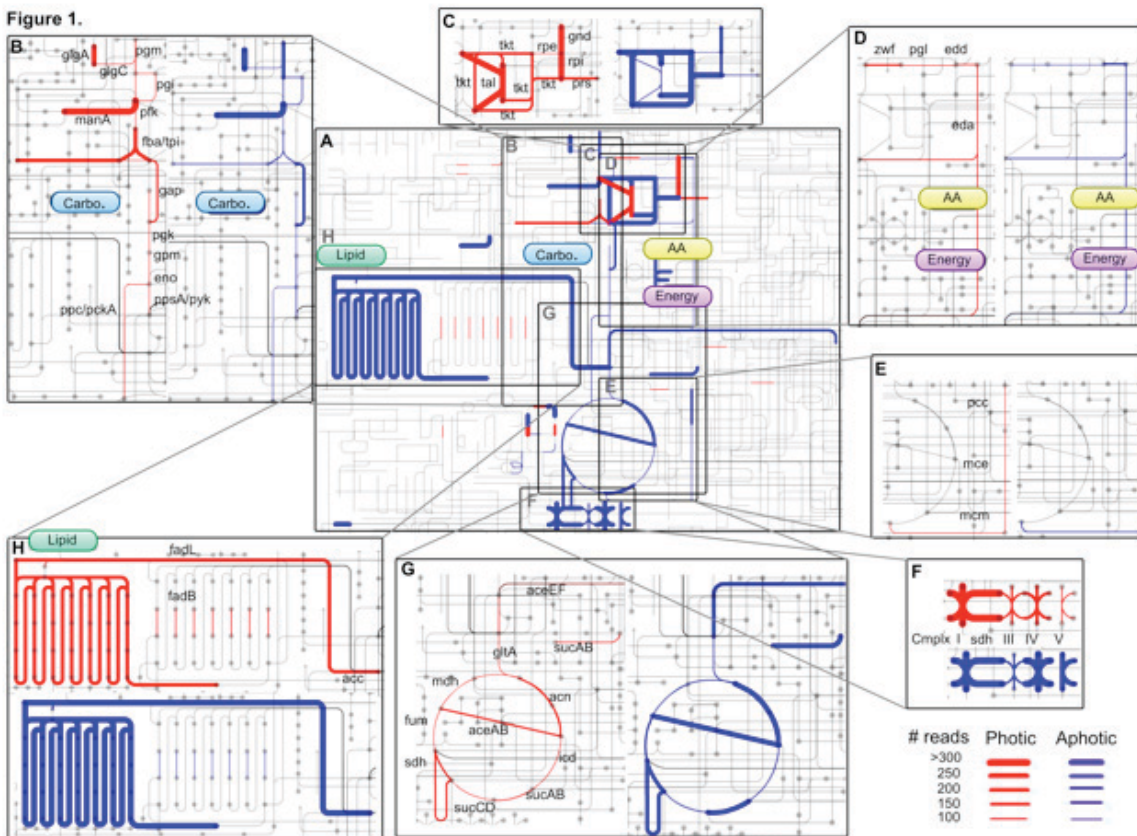 Figure 1.
B
glgA
pgm
glgC
pgi
manA
pfk
fba/tpi
gap
Carbo.
Carbo.
pgk
gpm
eno
ppsA/pyk
ppc/pckA
C
tkt
rpe
gnd
rpi
tkt
tal
tkt
tkt
prs
tkt
D
zwf pgl edd
eda
AA
AA
Energy
Energy
A
B
C
D
H
Lipid
Carbo.
AA
Energy
G
E
F
E
pcc
mce
mcm
H
Lipid
fadL
fadB
acc
G
aceEF
gltA
sucAB
mdh
acn
fum
aceAB
icd
sdh
sucCD
sucAB
F
Cmplx I sdh III IV V
# reads Photic Aphotic
>300
250
200
150
100